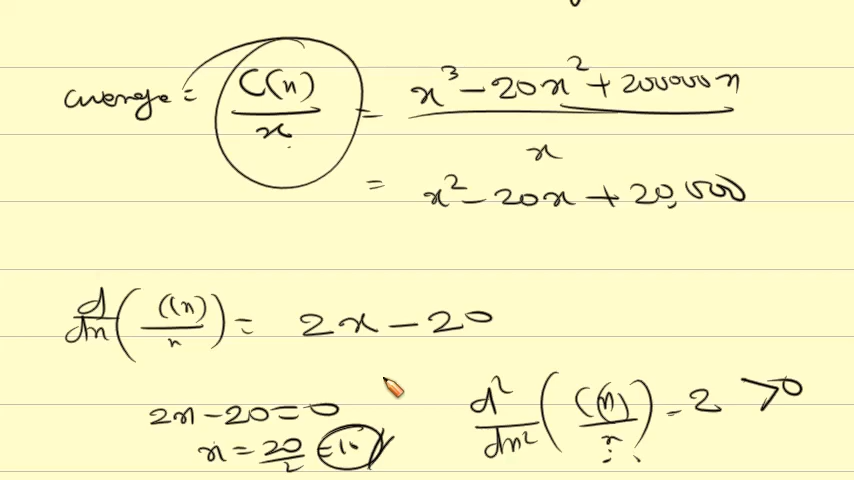 average = C(x)/x = (x³ - 20x² + 200000x)/x
= x² - 20x + 20,000
d/dx (C(x)/x) = 2x - 20
2x - 20 = 0
d²/dx² (C(x)/x) = 2 > 0
x = 20/2 = 10